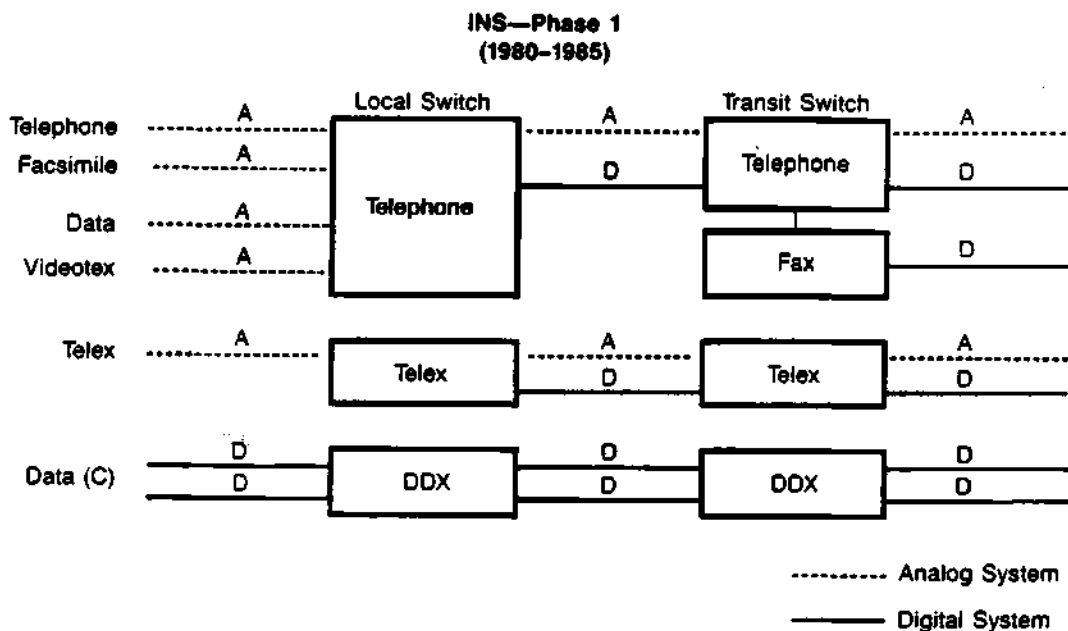 INS—Phase 1
(1980–1985)
Local Switch
Transit Switch
Telephone
A
A
A
Facsimile
A
Telephone
D
Telephone
D
Data
A
Videotex
A
Fax
D
Telex
A
Telex
A
D
Telex
A
D
Data (C)
D
D
DDX
D
D
DDX
D
D
Analog System
Digital System